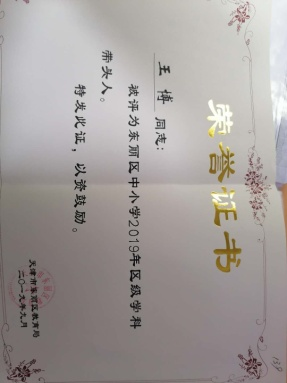 荣誉证书
王博 同志：
被评为东丽区中小学2019年区级学科
带头人。
特发此证，以资鼓励。
天津市东丽区教育局
二〇一九年九月